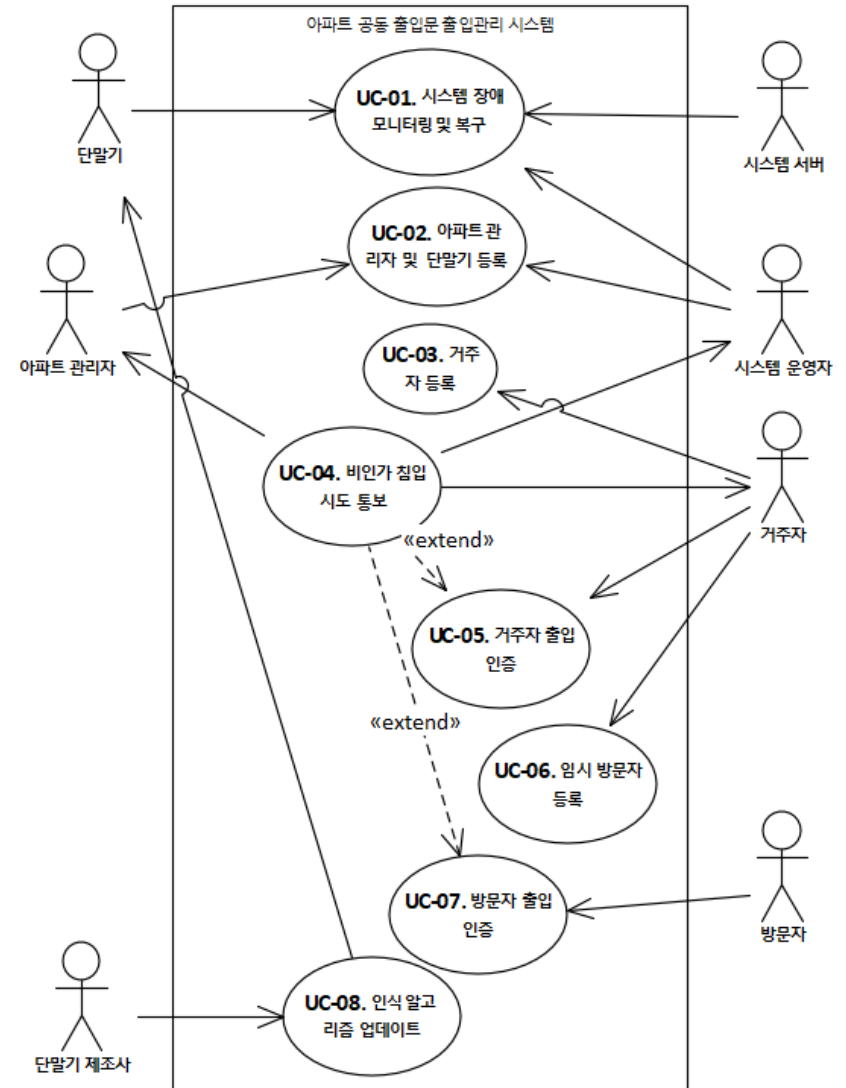 아파트 공동 출입문 출입관리 시스템
UC-01. 시스템 장애
모니터링 및 복구
단말기
시스템 서버
UC-02. 아파트 관
리자 및 단말기 등록
아파트 관리자
시스템 운영자
UC-03. 거주
자 등록
UC-04. 비인가 침입
시도 통보
거주자
«extend»
UC-05. 거주자 출입
인증
«extend»
UC-06. 임시 방문자
등록
UC-07. 방문자 출입
인증
방문자
UC-08. 인식 알고
리즘 업데이트
단말기 제조사